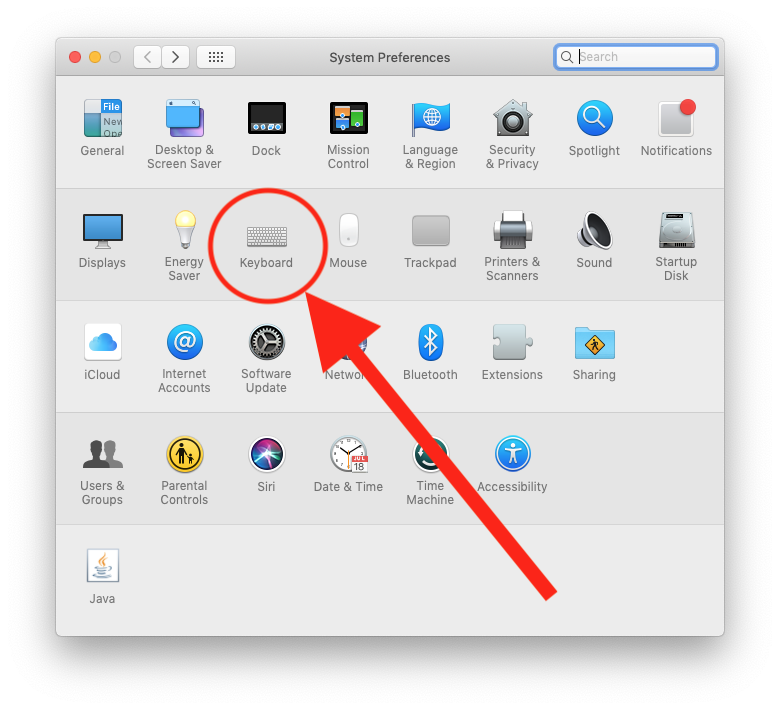 System Preferences
Search
File
New
Ope
General
Desktop &
Screen Saver
Dock
Mission
Control
Language
& Region
Security
& Privacy
Spotlight
Notifications
Displays
Energy
Saver
Keyboard
Mouse
Trackpad
Printers &
Scanners
Sound
Startup
Disk
iCloud
@
Internet
Accounts
Software
Update
Network
Bluetooth
Extensions
Sharing
Users &
Groups
Parental
Controls
Siri
JUL
18
Date & Time
Time
Machine
Accessibility
Java